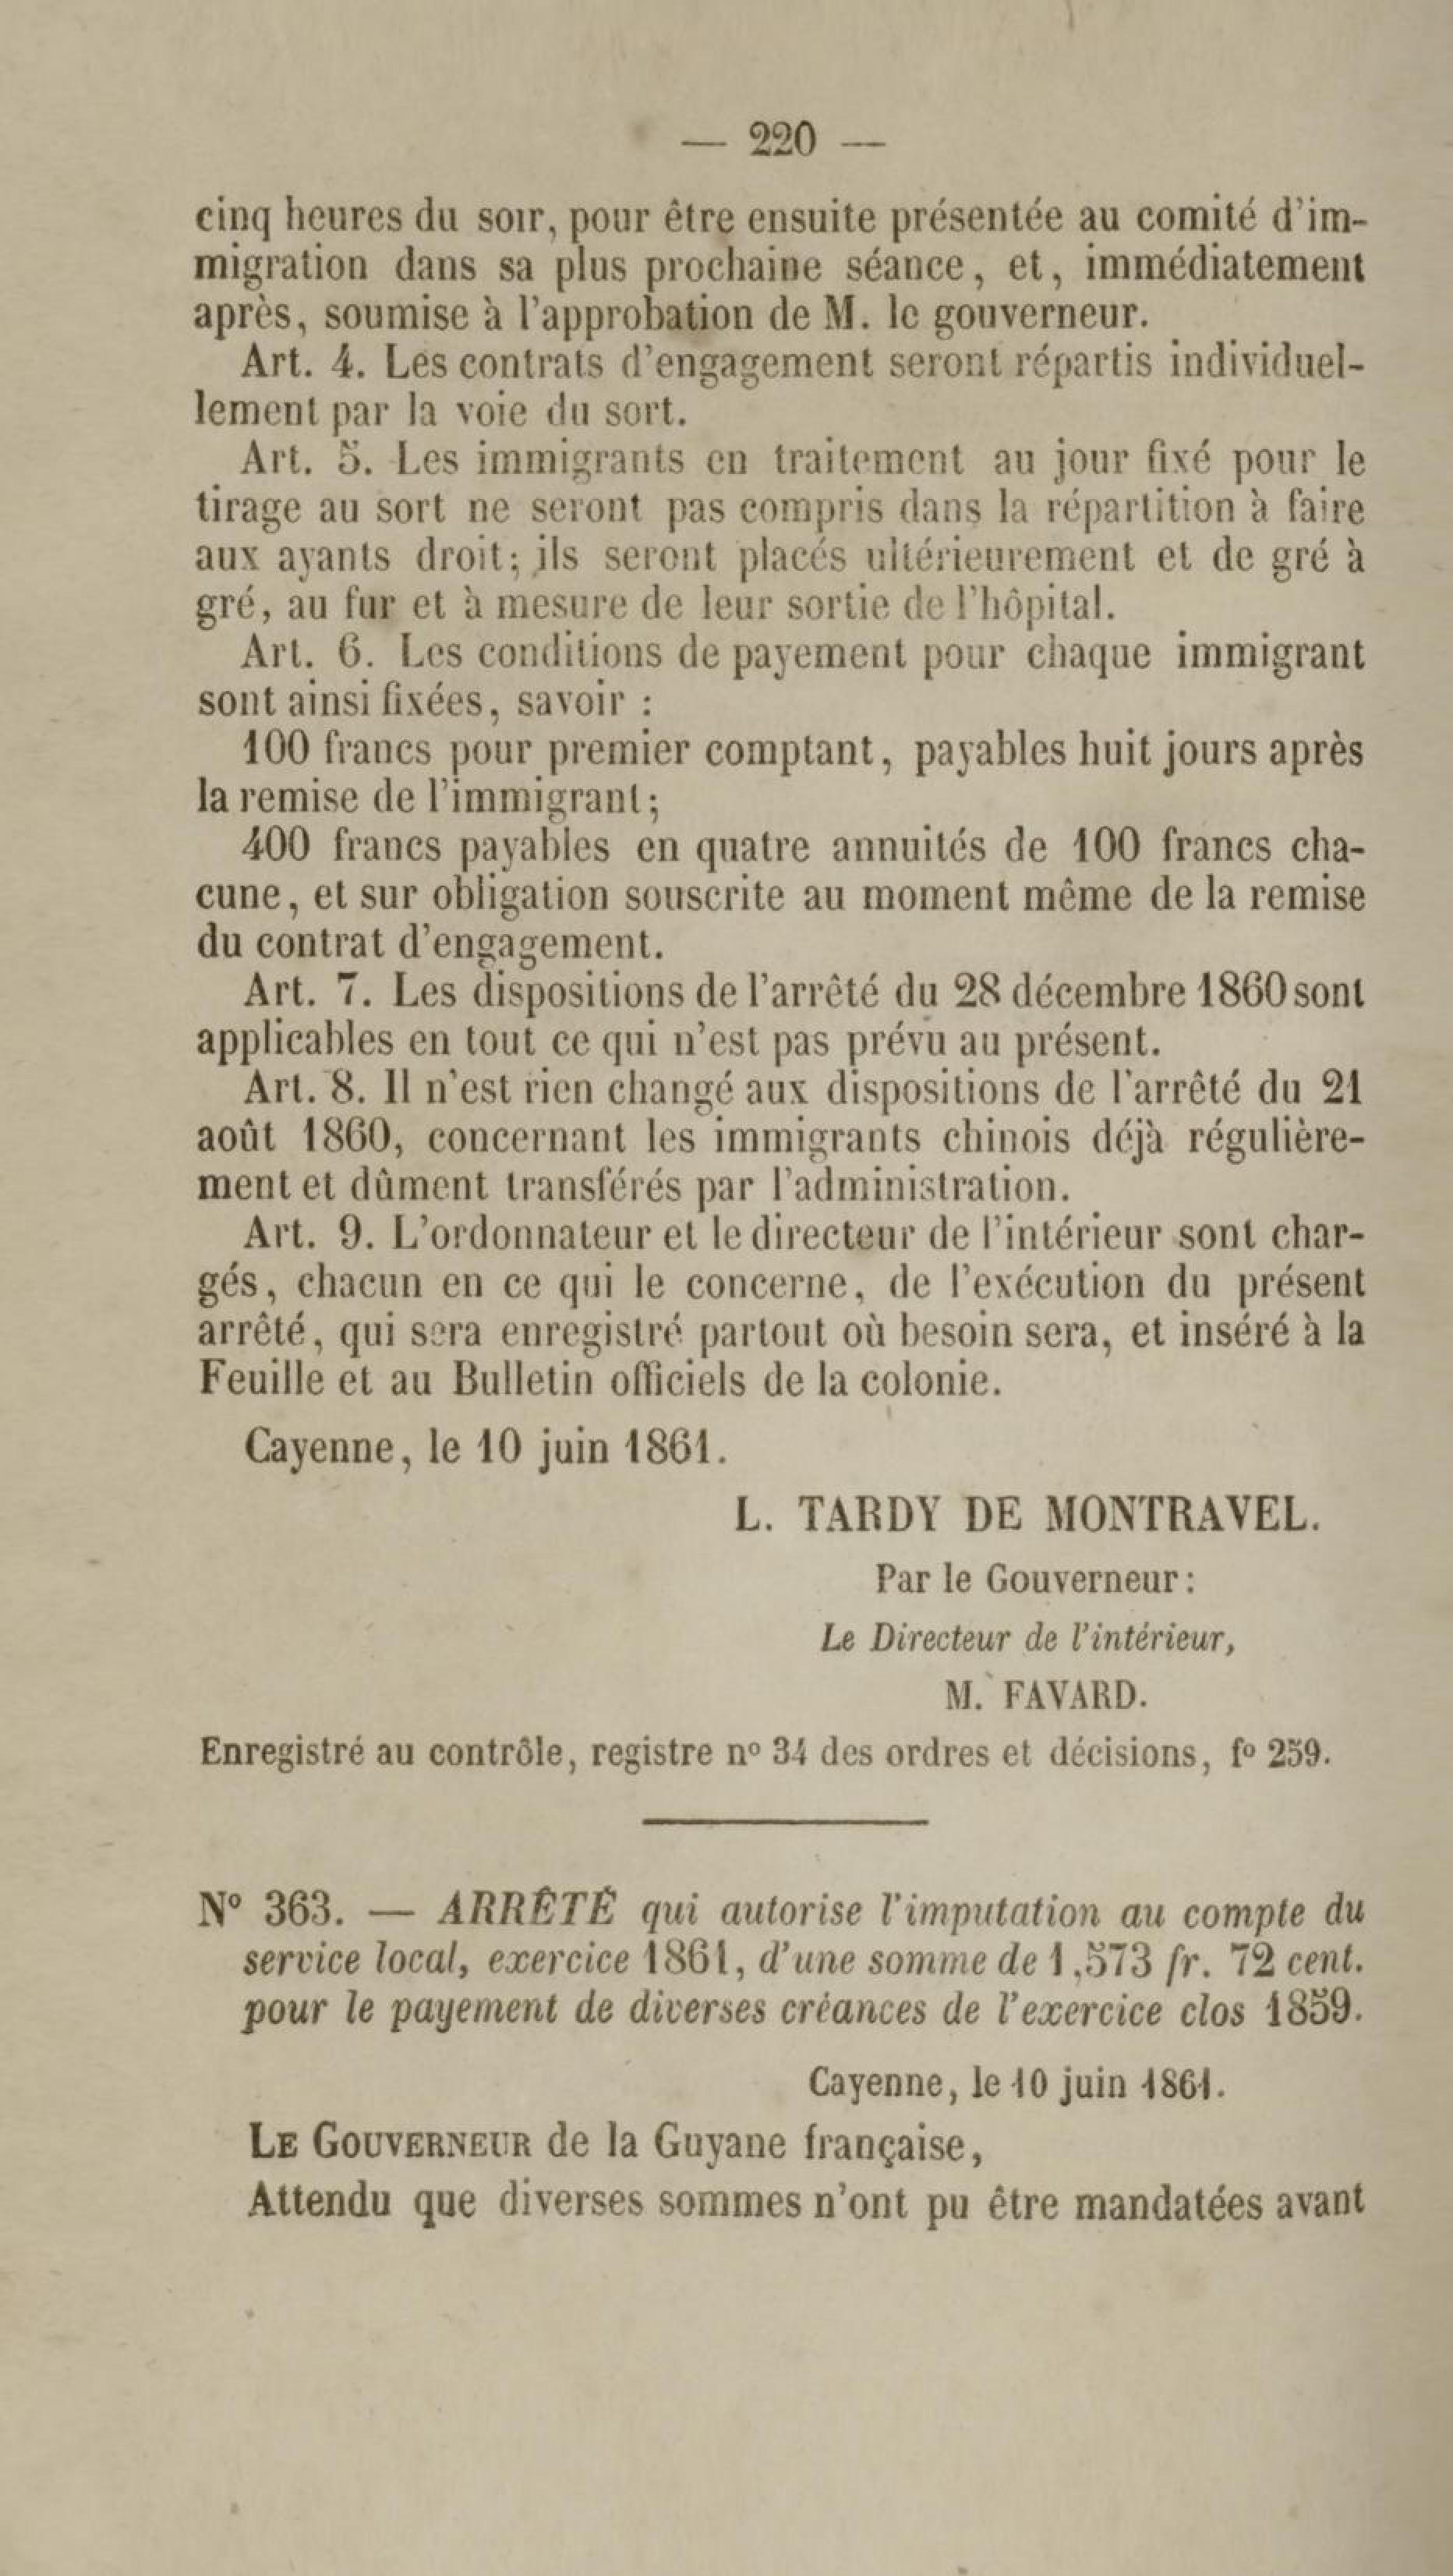 — 220 —
cinq heures du soir, pour être ensuite présentée au comité d'im-
migration dans sa plus prochaine séance, et, immédiatement
après, soumise à l'approbation de M. le gouverneur.
Art. 4. Les contrats d'engagement seront répartis individuel-
lement par la voie du sort.
Art. 5. Les immigrants en traitement au jour fixé pour le
tirage au sort ne seront pas compris dans la répartition à faire
aux ayants droit; ils seront placés ultérieurement et de gré à
gré, au fur et à mesure de leur sortie de l'hôpital.
Art. 6. Les conditions de payement pour chaque immigrant
sont ainsi fixées, savoir :
100 francs pour premier comptant, payables huit jours après
la remise de l'immigrant;
400 francs payables en quatre annuités de 100 francs cha-
cune, et sur obligation souscrite au moment même de la remise
du contrat d'engagement.
Art. 7. Les dispositions de l'arrêté du 28 décembre 1860 sont
applicables en tout ce qui n'est pas prévu au présent.
Art. 8. Il n'est rien changé aux dispositions de l'arrêté du 21
août 1860, concernant les immigrants chinois déjà régulière-
ment et dûment transférés par l'administration.
Art. 9. L'ordonnateur et le directeur de l'intérieur sont char-
gés, chacun en ce qui le concerne, de l'exécution du présent
arrêté, qui sera enregistré partout où besoin sera, et inséré à la
Feuille et au Bulletin officiels de la colonie.
Cayenne, le 10 juin 1861.
L. TARDY DE MONTRAVEL.
Par le Gouverneur :
Le Directeur de l'intérieur,
M. FAVARD.
Enregistré au contrôle, registre nº 34 des ordres et décisions, fº 259.
Nº 363. — ARRÊTÉ qui autorise l'imputation au compte du
service local, exercice 1861, d'une somme de 1,573 fr. 72 cent.
pour le payement de diverses créances de l'exercice clos 1859.
Cayenne, le 10 juin 1861.
LE GOUVERNEUR de la Guyane française,
Attendu que diverses sommes n'ont pu être mandatées avant